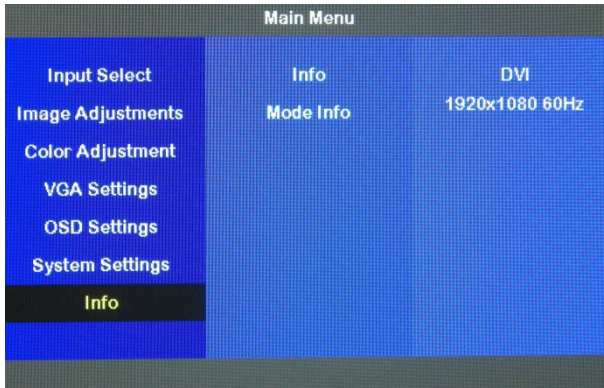 Main Menu
Input Select
Image Adjustments
Color Adjustment
VGA Settings
OSD Settings
System Settings
Info
Info
Mode Info
DVI
1920x1080 60Hz